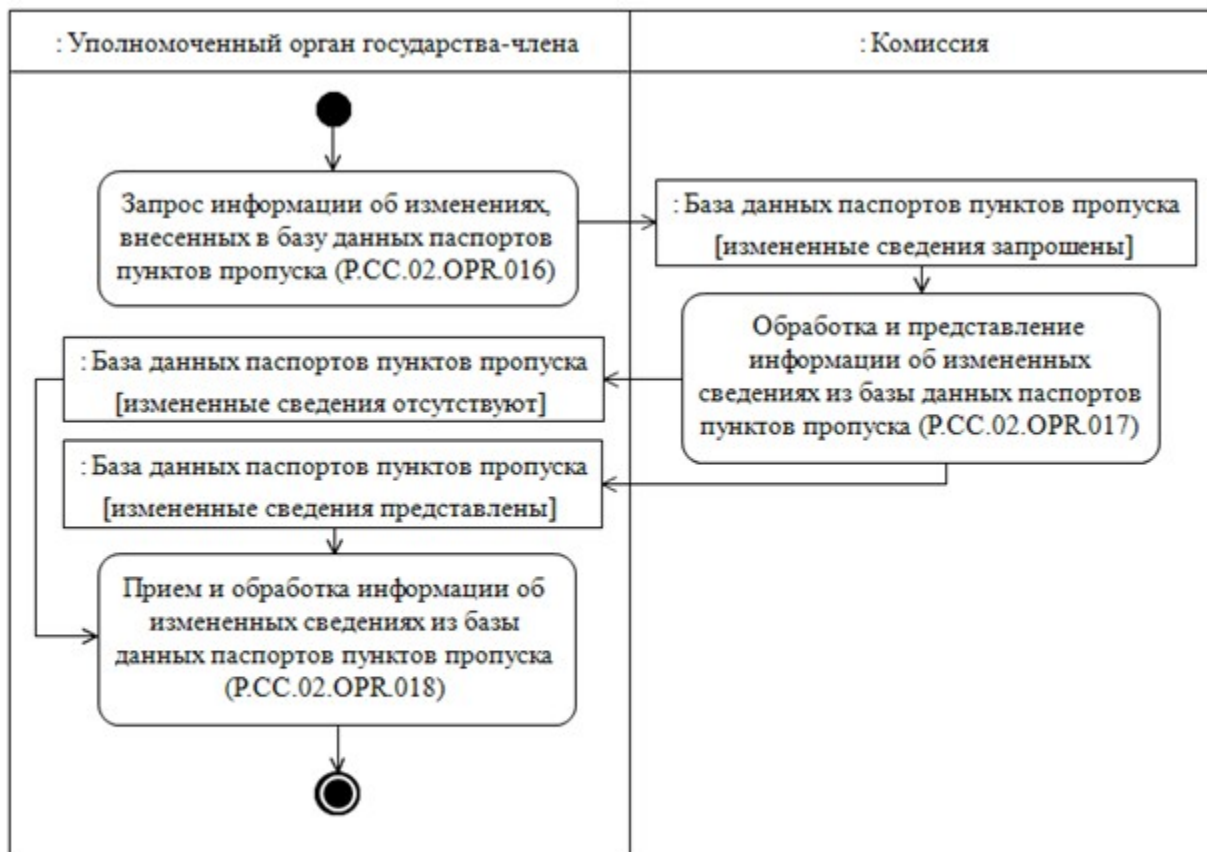 : Уполномоченный орган государства-члена
: Комиссия
Запрос информации об изменениях,
внесенных в базу данных паспортов
пунктов пропуска (P.CC.02.OPR.016)
: База данных паспортов пунктов пропуска
[измененные сведения запрошены]
Обработка и представление
информации об измененных
сведениях из базы данных паспортов
пунктов пропуска (P.CC.02.OPR.017)
: База данных паспортов пунктов пропуска
[измененные сведения отсутствуют]
: База данных паспортов пунктов пропуска
[измененные сведения представлены]
Прием и обработка информации об
измененных сведениях из базы
данных паспортов пунктов пропуска
(P.CC.02.OPR.018)